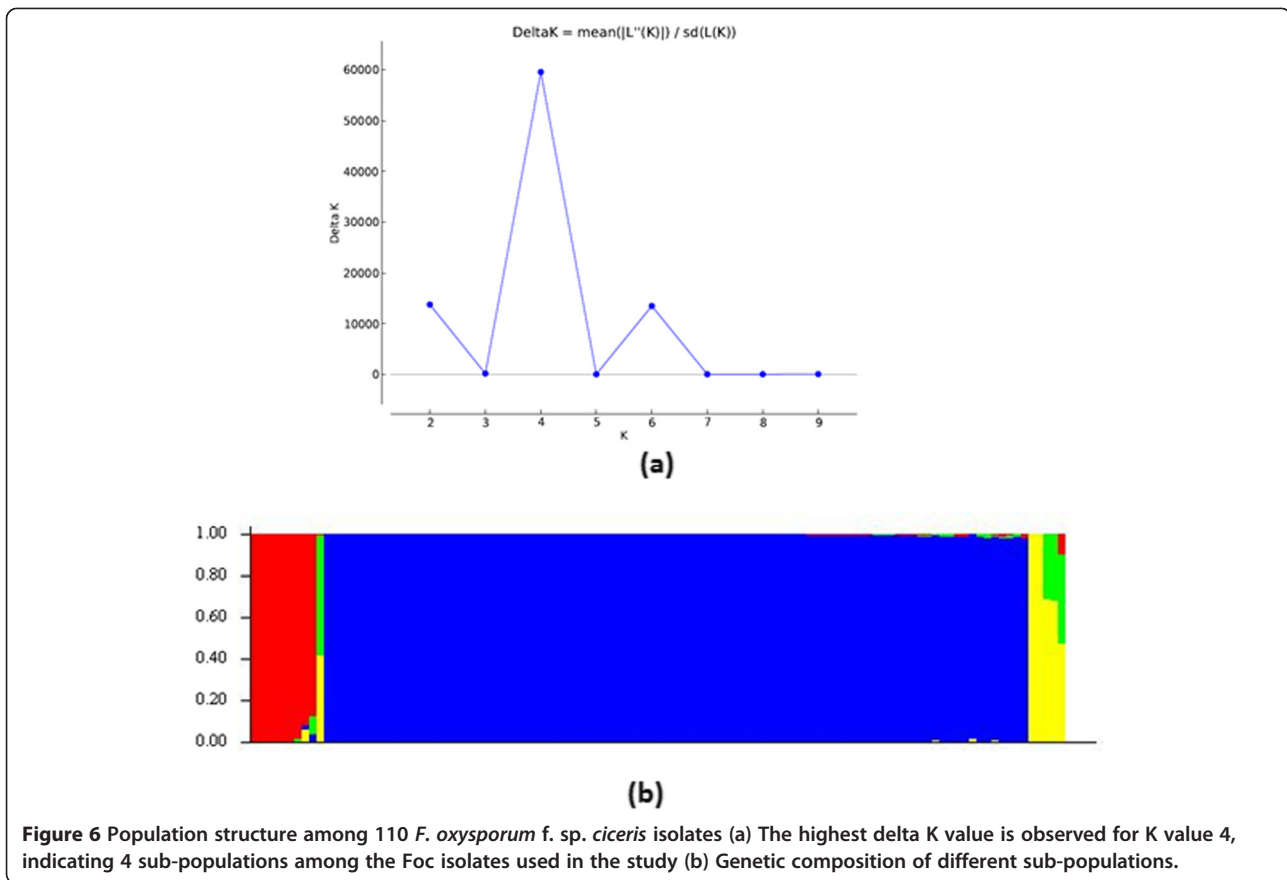 DeltaK = mean(|L"(K)|) / sd(L(K))
60000
50000
40000
30000
20000
10000
0
Delta K
2 3 4 5 6 7 8 9
K
(a)
1.00
0.80
0.60
0.40
0.20
0.00
(b)
Figure 6 Population structure among 110 F. oxysporum f. sp. ciceris isolates (a) The highest delta K value is observed for K value 4,
indicating 4 sub-populations among the Foc isolates used in the study (b) Genetic composition of different sub-populations.